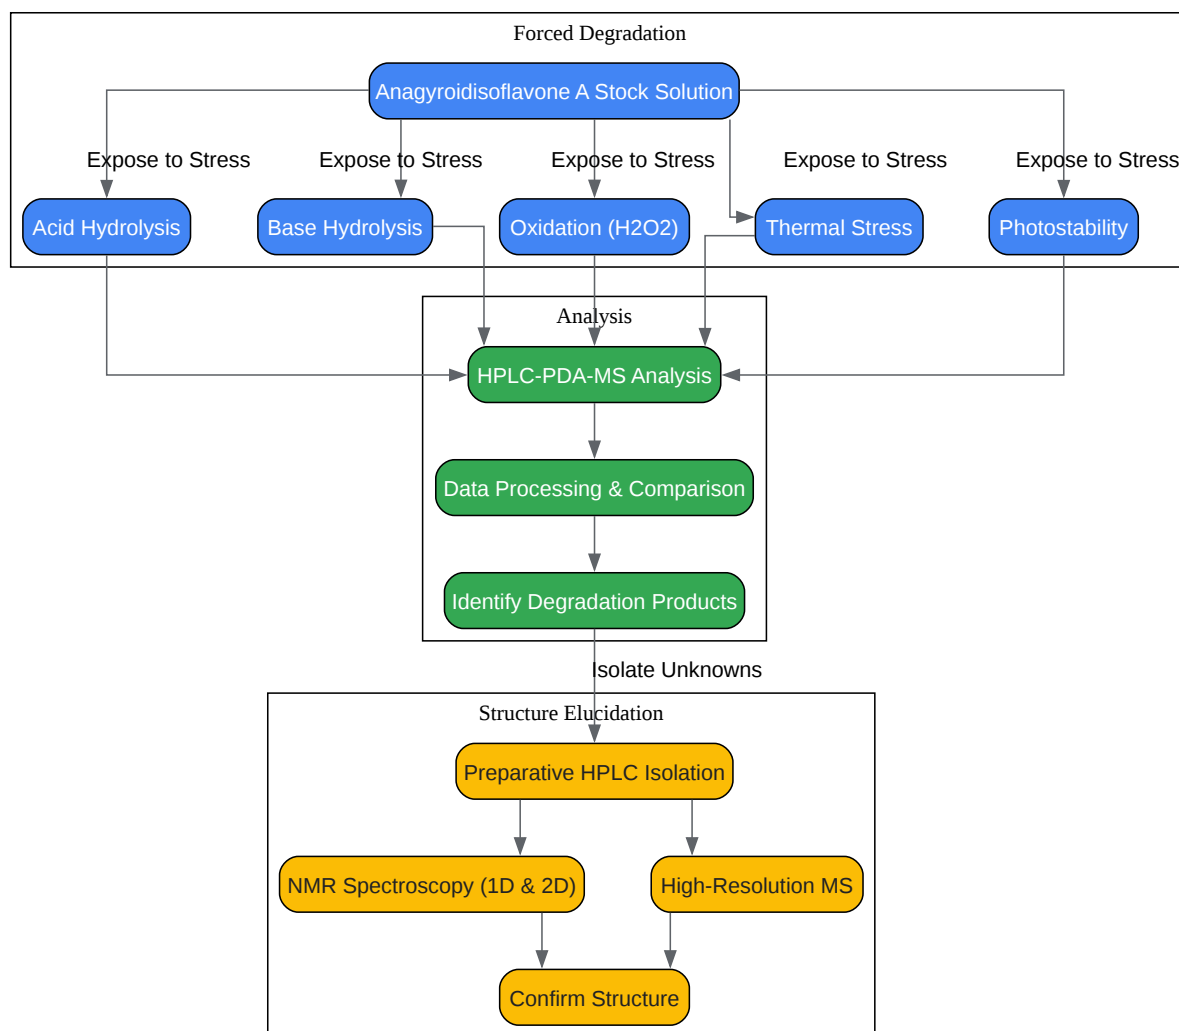 Forced Degradation
Anagyroidisoflavone A Stock Solution
Expose to Stress
Expose to Stress
Expose to Stress
Expose to Stress
Expose to Stress
Acid Hydrolysis
Base Hydrolysis
Oxidation (H2O2)
Thermal Stress
Photostability
Analysis
HPLC-PDA-MS Analysis
Data Processing & Comparison
Identify Degradation Products
Isolate Unknowns
Structure Elucidation
Preparative HPLC Isolation
NMR Spectroscopy (1D & 2D)
High-Resolution MS
Confirm Structure